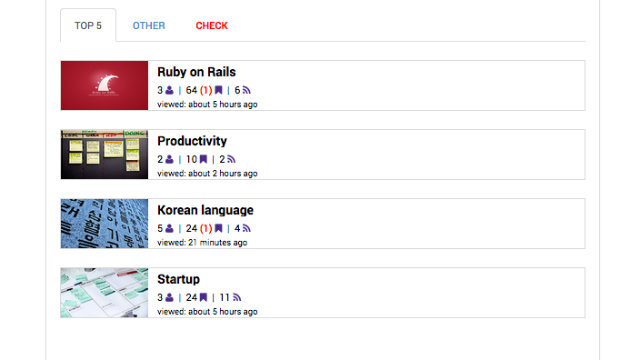 TOP 5 OTHER CHECK
Ruby on Rails
3 | 64 (1) | 6
viewed: about 5 hours ago
Productivity
2 | 10 | 2
viewed: about 2 hours ago
Korean language
5 | 24 (1) | 4
viewed: 21 minutes ago
Startup
3 | 24 | 11
viewed: about 5 hours ago